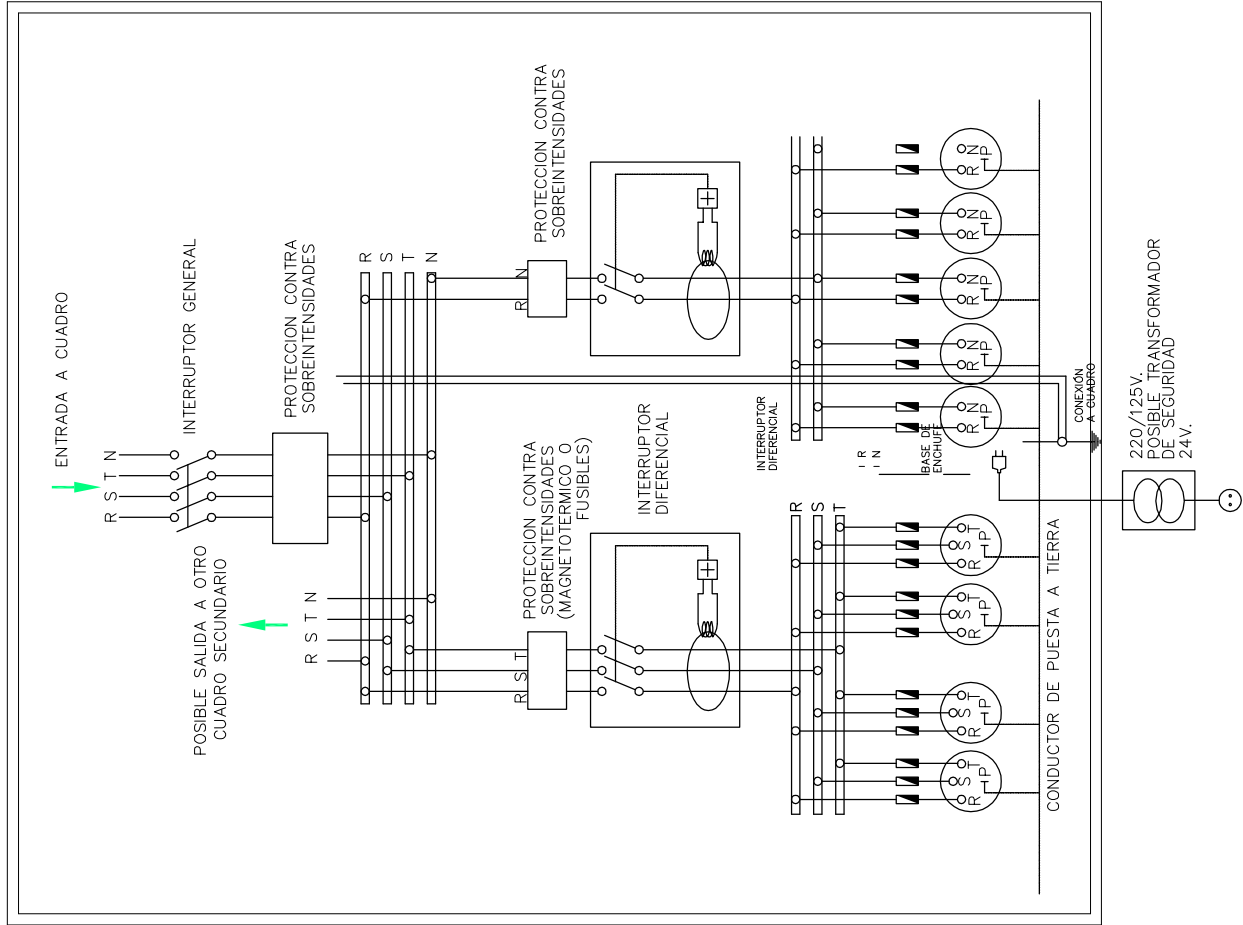 ENTRADA A CUADRO
R S T N
INTERRUPTOR GENERAL
PROTECCION CONTRA
SOBREINTENSIDADES
POSIBLE SALIDA A OTRO
CUADRO SECUNDARIO
R S T N
R
S
T
N
PROTECCION CONTRA
SOBREINTENSIDADES
(MAGNETOTERMICO O
FUSIBLES)
R S T
INTERRUPTOR
DIFERENCIAL
PROTECCION CONTRA
SOBREINTENSIDADES
R N
INTERRUPTOR
DIFERENCIAL
R
S
T
I R
I N
BASE DE
ENCHUFE
R S T
P
R S T
P
R S T
P
R S T
P
R N
P
R N
P
R N
P
R N
P
R N
P
CONEXIÓN
A CUADRO
CONDUCTOR DE PUESTA A TIERRA
220/125V.
POSIBLE TRANSFORMADOR
DE SEGURIDAD
24V.